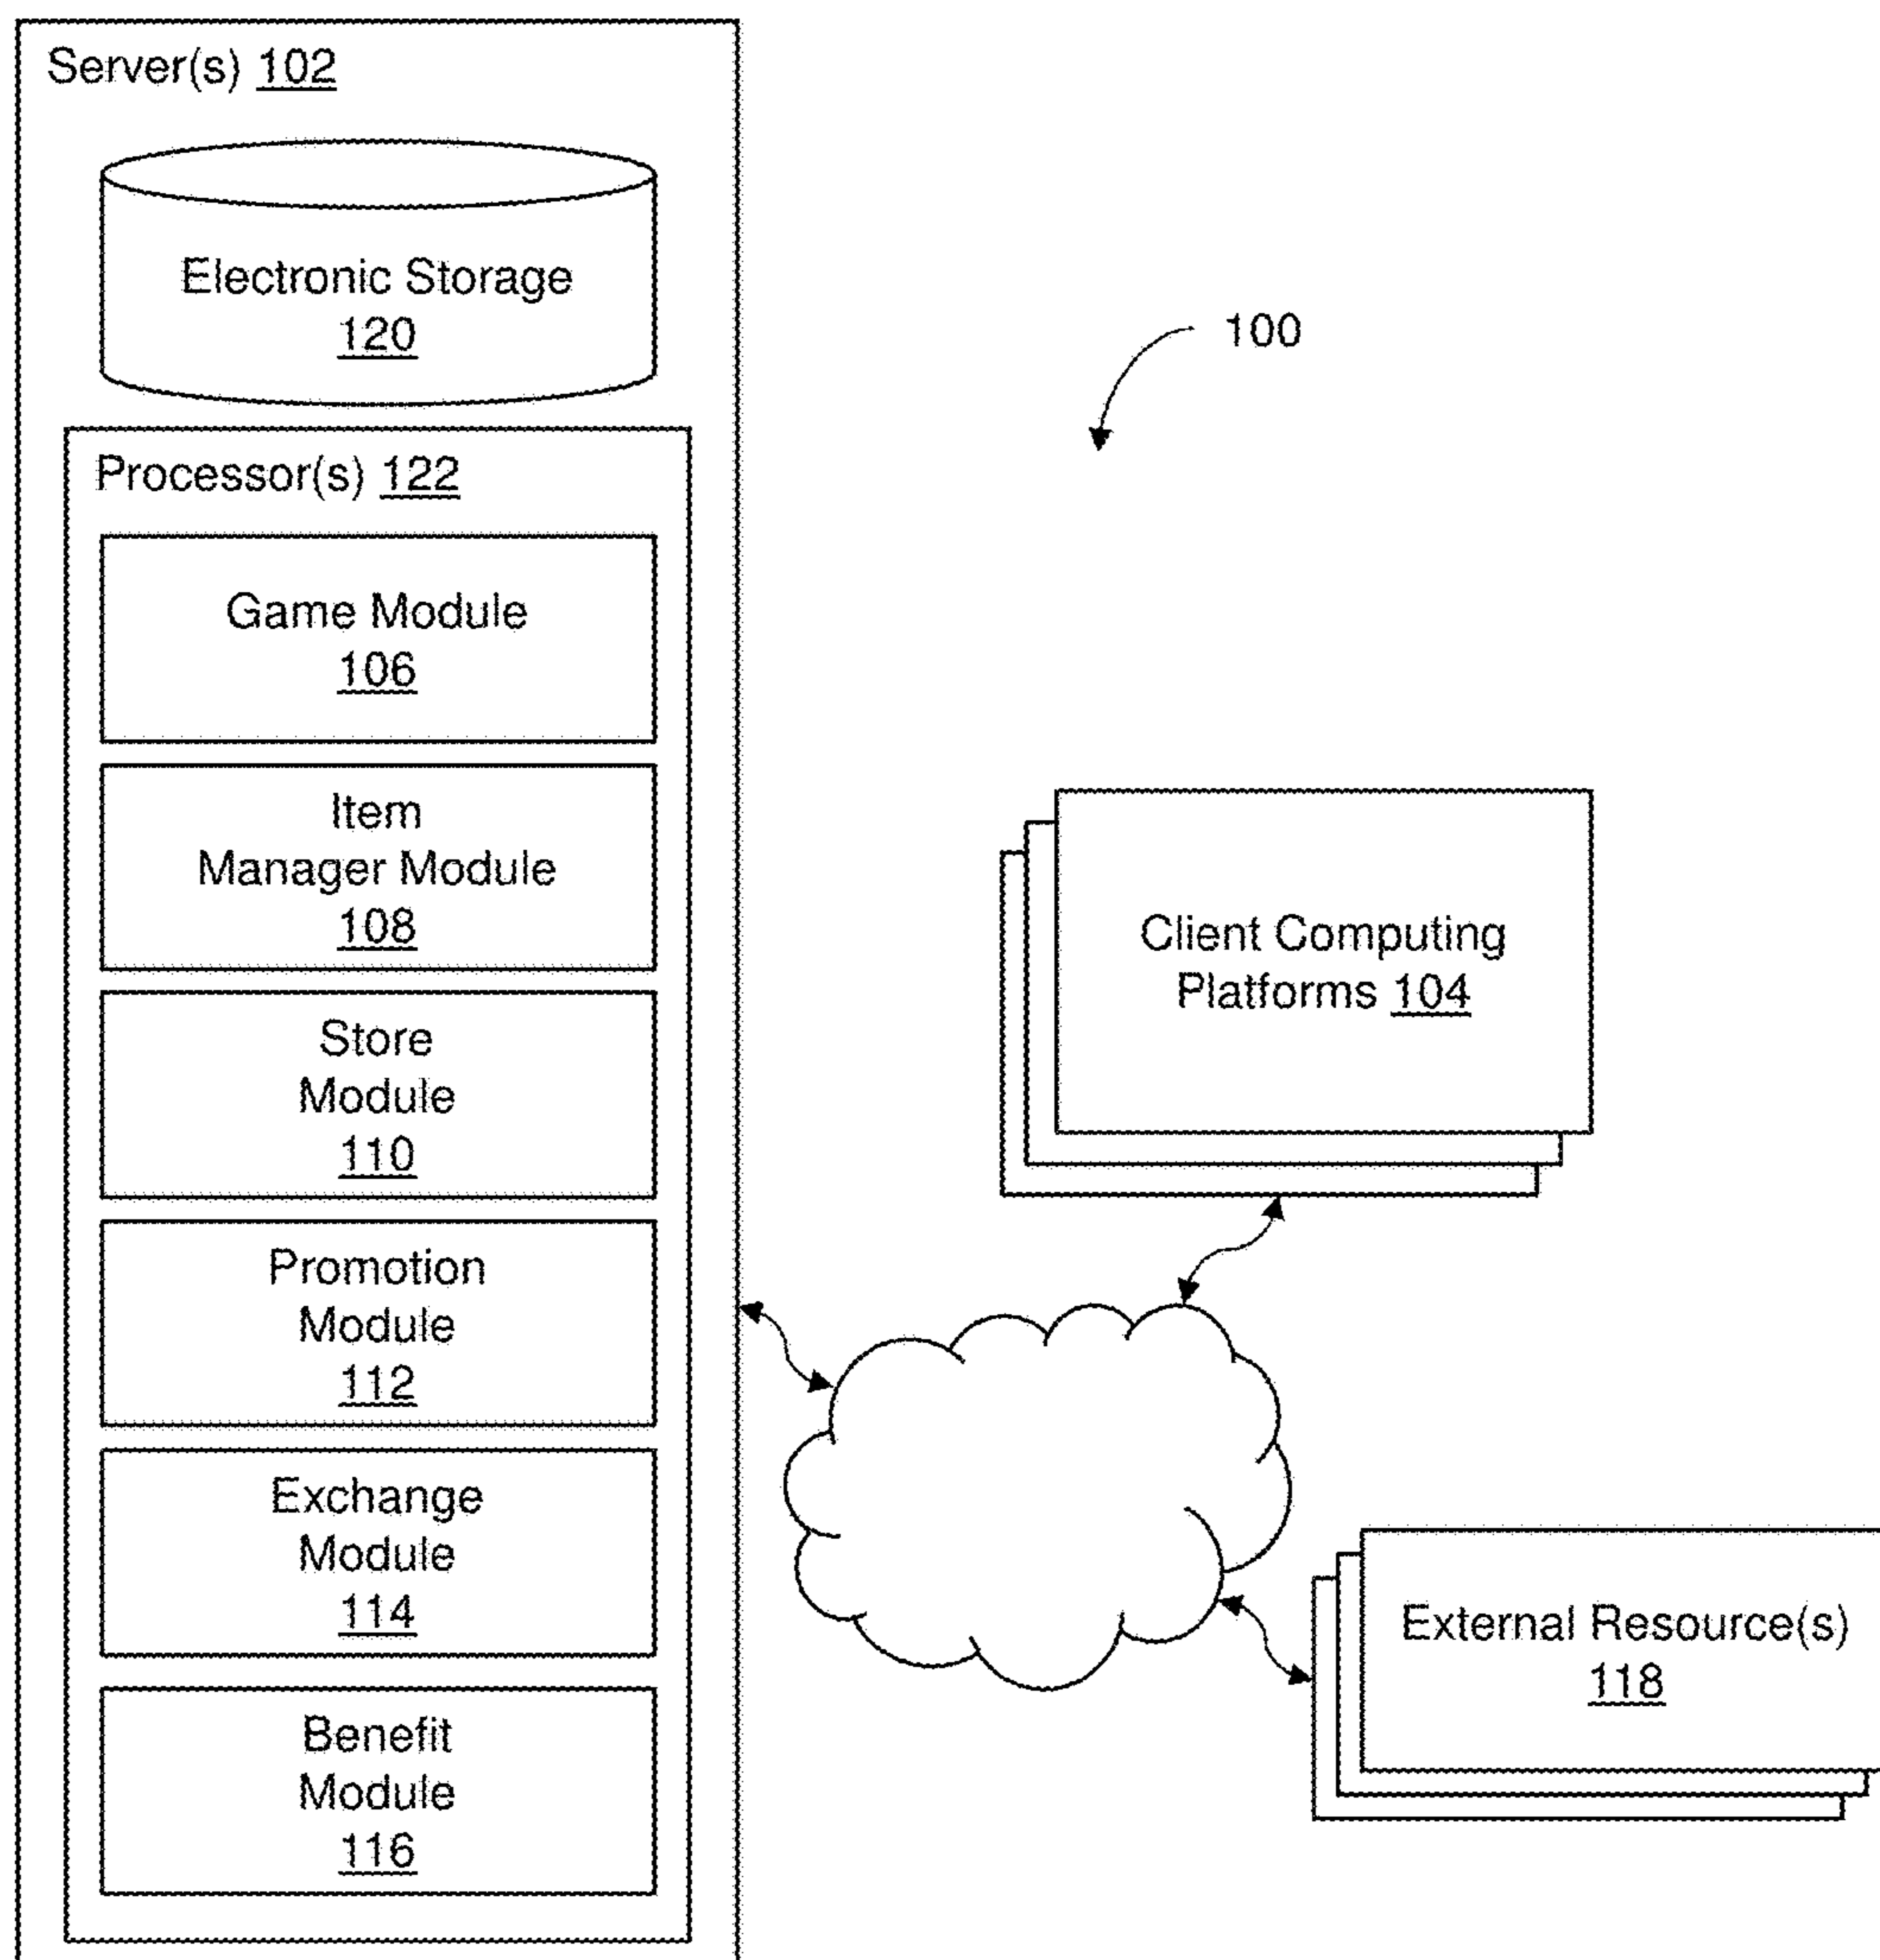 Server(s) 102
Electronic Storage
120
100
Processor(s) 122
Game Module
106
Item
Manager Module
108
Store
Module
110
Promotion
Module
112
Exchange
Module
114
Benefit
Module
116
Client Computing
Platforms 104
External Resource(s)
118